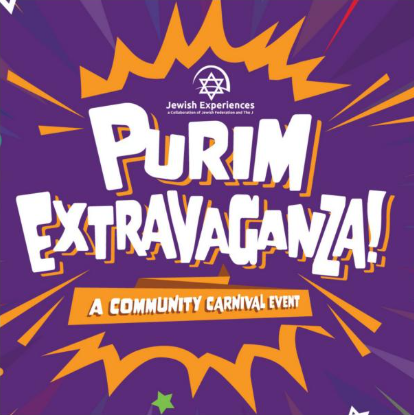 Jewish Experiences
a Collaboration of Jewish Federation and The J
PURIM
EXTRAVAGANZA!
A COMMUNITY CARNIVAL EVENT